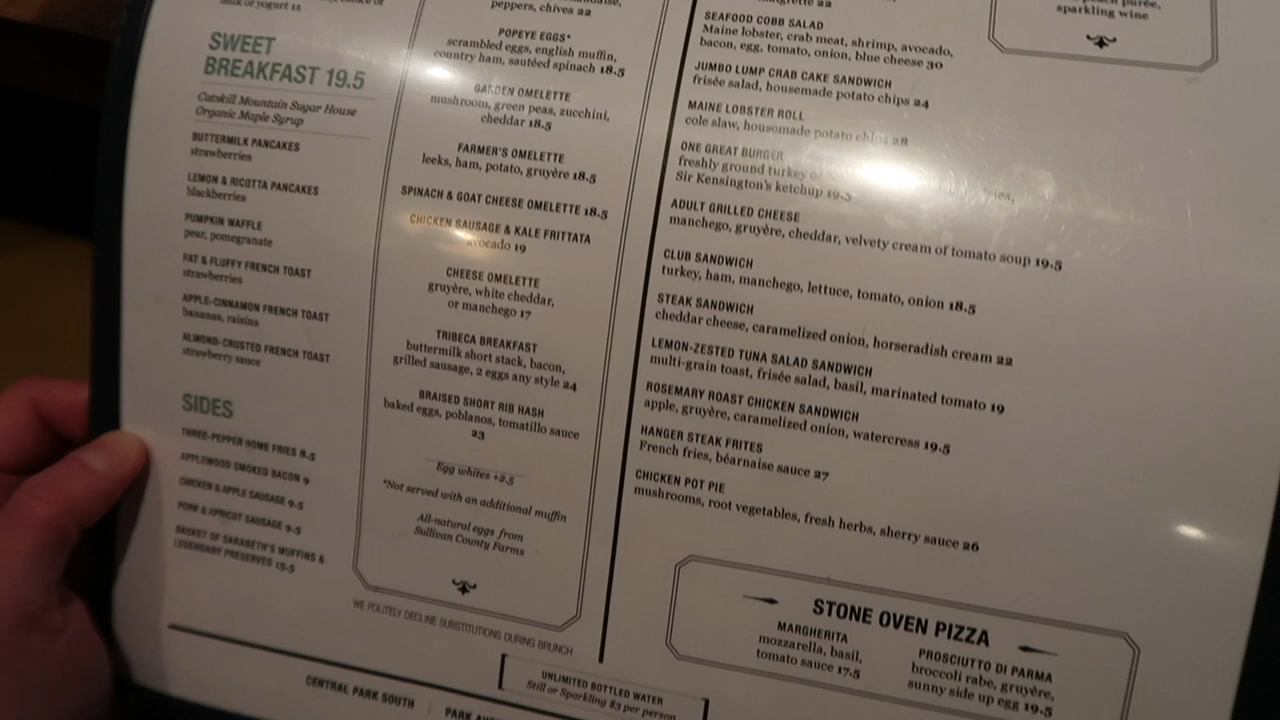 milk or yogurt 11
SWEET
BREAKFAST 19.5
Catskill Mountain Sugar House
Organic Maple Syrup
BUTTERMILK PANCAKES
strawberries
LEMON & RICOTTA PANCAKES
blackberries
PUMPKIN WAFFLE
pear, pomegranate
FAT & FLUFFY FRENCH TOAST
strawberries
APPLE-CINNAMON FRENCH TOAST
bananas, raisins
ALMOND-CRUSTED FRENCH TOAST
strawberry sauce
SIDES
THREE-PEPPER HOME FRIES 8.5
APPLEWOOD SMOKED BACON 9
CHICKEN & APPLE SAUSAGE 9.5
PORK & APRICOT SAUSAGE 9.5
BASKET OF SARABETH'S MUFFINS &
LEGENDARY PRESERVES 15.5
peppers, chives 22
POPEYE EGGS*
scrambled eggs, english muffin,
country ham, sautéed spinach 18.5
GARDEN OMELETTE
mushroom, green peas, zucchini,
cheddar 18.5
FARMER'S OMELETTE
leeks, ham, potato, gruyère 18.5
SPINACH & GOAT CHEESE OMELETTE 18.5
CHICKEN SAUSAGE & KALE FRITTATA
avocado 19
CHEESE OMELETTE
gruyère, white cheddar,
or manchego 17
TRIBECA BREAKFAST
buttermilk short stack, bacon,
grilled sausage, 2 eggs any style 24
BRAISED SHORT RIB HASH
baked eggs, poblanos, tomatillo sauce
23
Egg whites +2.5
*Not served with an additional muffin
All-natural eggs from
Sullivan County Farms
WE POLITELY DECLINE SUBSTITUTIONS DURING BRUNCH
22
SEAFOOD COBB SALAD
Maine lobster, crab meat, shrimp, avocado,
bacon, egg, tomato, onion, blue cheese 30
JUMBO LUMP CRAB CAKE SANDWICH
frisée salad, housemade potato chips 24
MAINE LOBSTER ROLL
cole slaw, housemade potato chips 28
ONE GREAT BURGER
freshly ground turkey fries,
Sir Kensington's ketchup 19.5
ADULT GRILLED CHEESE
manchego, gruyère, cheddar, velvety cream of tomato soup 19.5
CLUB SANDWICH
turkey, ham, manchego, lettuce, tomato, onion 18.5
STEAK SANDWICH
cheddar cheese, caramelized onion, horseradish cream 22
LEMON-ZESTED TUNA SALAD SANDWICH
multi-grain toast, frisée salad, basil, marinated tomato 19
ROSEMARY ROAST CHICKEN SANDWICH
apple, gruyère, caramelized onion, watercress 19.5
HANGER STEAK FRITES
French fries, béarnaise sauce 27
CHICKEN POT PIE
mushrooms, root vegetables, fresh herbs, sherry sauce 26
purée,
sparkling wine
STONE OVEN PIZZA
MARGHERITA
mozzarella, basil,
tomato sauce 17.5
PROSCIUTTO DI PARMA
broccoli rabe, gruyère,
sunny side up egg 19.5
UNLIMITED BOTTLED WATER
Still or Sparkling $3 per person
CENTRAL PARK SOUTH
PARK